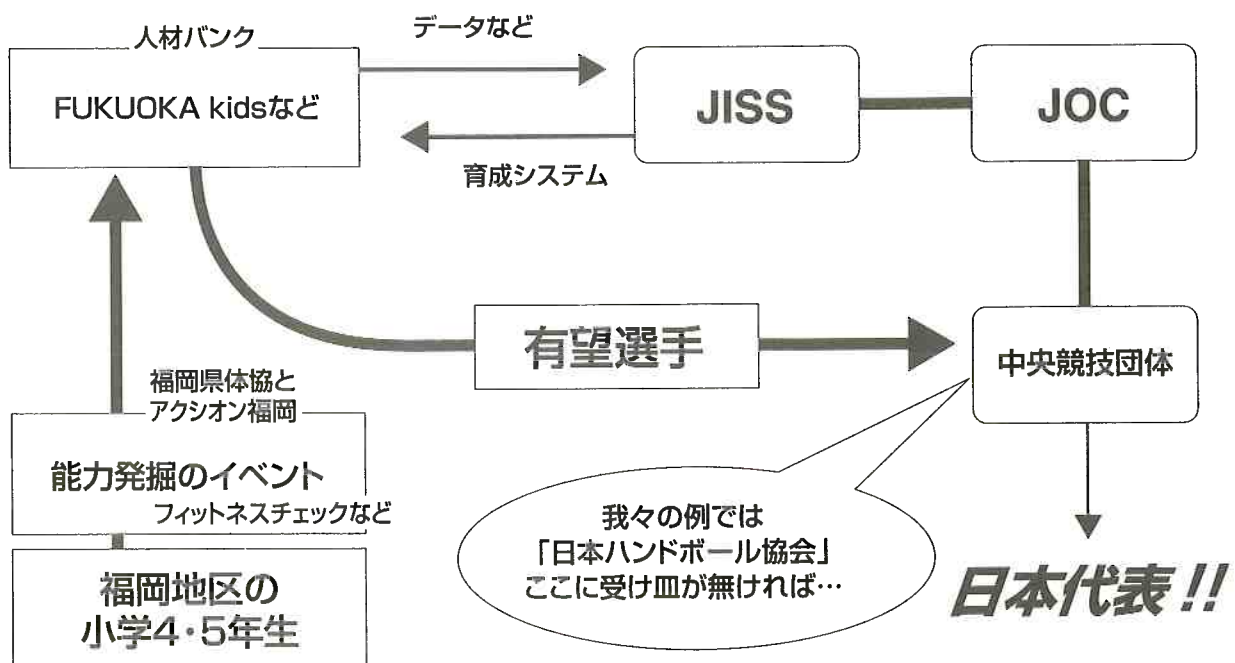 人材バンク
FUKUOKA kidsなど
データなど
育成システム
JISS
JOC
有望選手
中央競技団体
福岡県体協と
アクシオン福岡
能力発掘のイベント
フィットネスチェックなど
福岡地区の
小学4・5年生
我々の例では
「日本ハンドボール協会」
ここに受け皿が無ければ…
日本代表!!